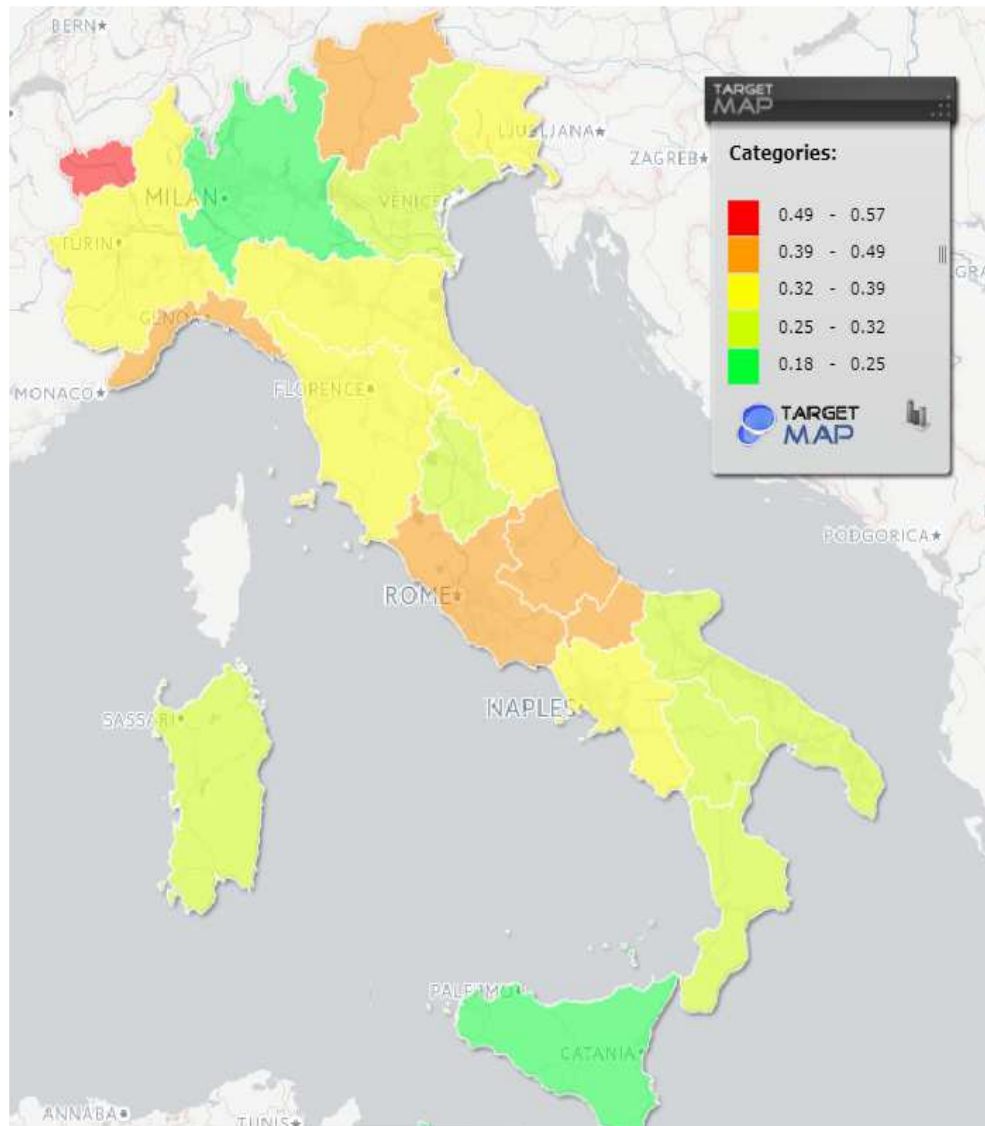 BERN
TARGET
MAP
LJUBLJANA
ZAGREB
Categories:
MILAN
VENICE
0.49 - 0.57
TURIN
0.39 - 0.49
GRA
0.32 - 0.39
GENOA
0.25 - 0.32
0.18 - 0.25
FLORENCE
MONACO
TARGET
MAP
PODGORICA
ROME
NAPLES
SASSARI
PALERMO
CATANIA
ANNABA
TUNIS